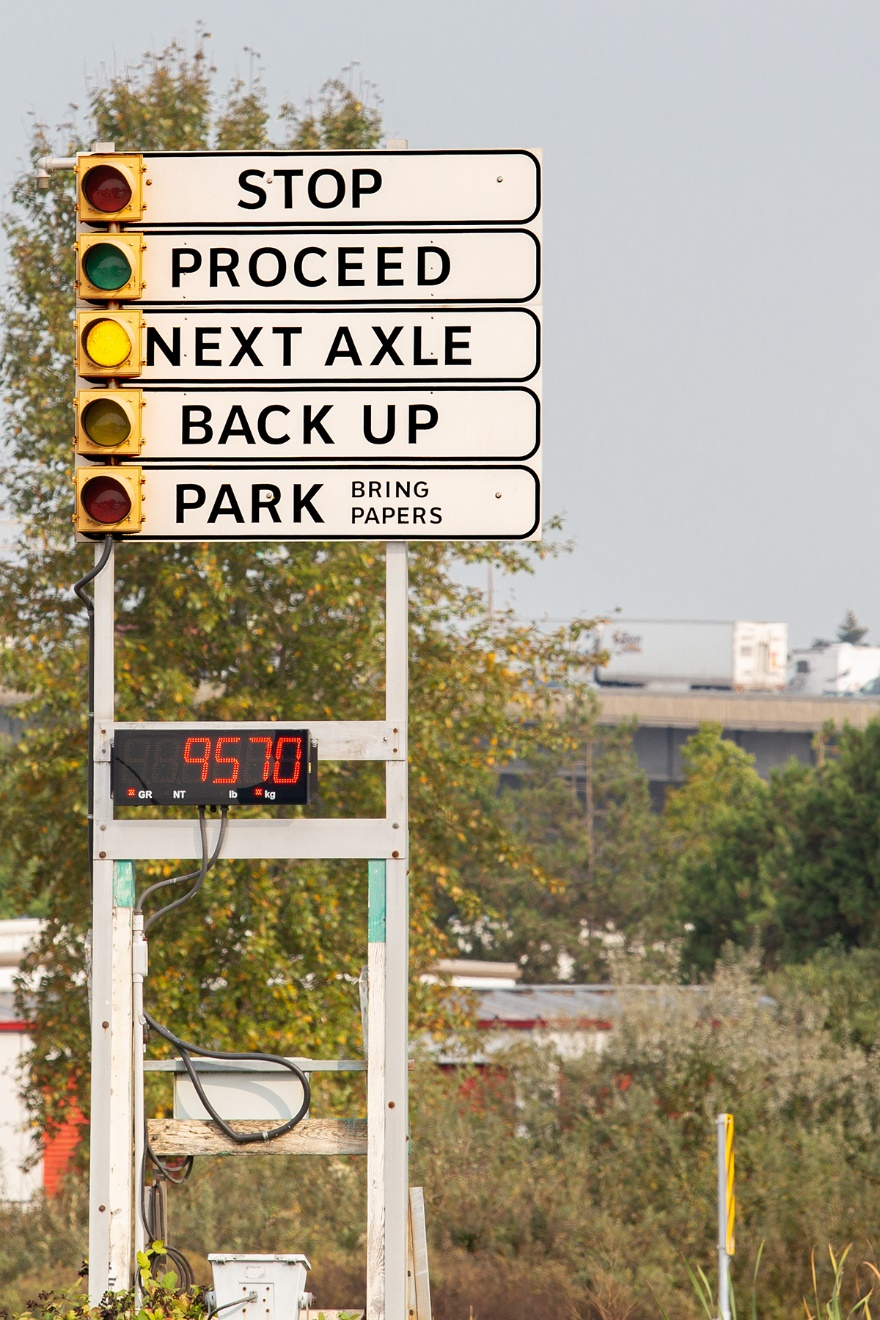 STOP
PROCEED
NEXT AXLE
BACK UP
PARK BRING
PAPERS
9570
GR NT lb kg